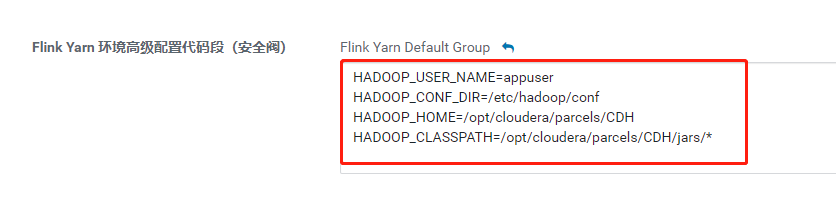 Flink Yarn 环境高级配置代码段（安全阀）
Flink Yarn Default Group
HADOOP_USER_NAME=appuser
HADOOP_CONF_DIR=/etc/hadoop/conf
HADOOP_HOME=/opt/cloudera/parcels/CDH
HADOOP_CLASSPATH=/opt/cloudera/parcels/CDH/jars/*